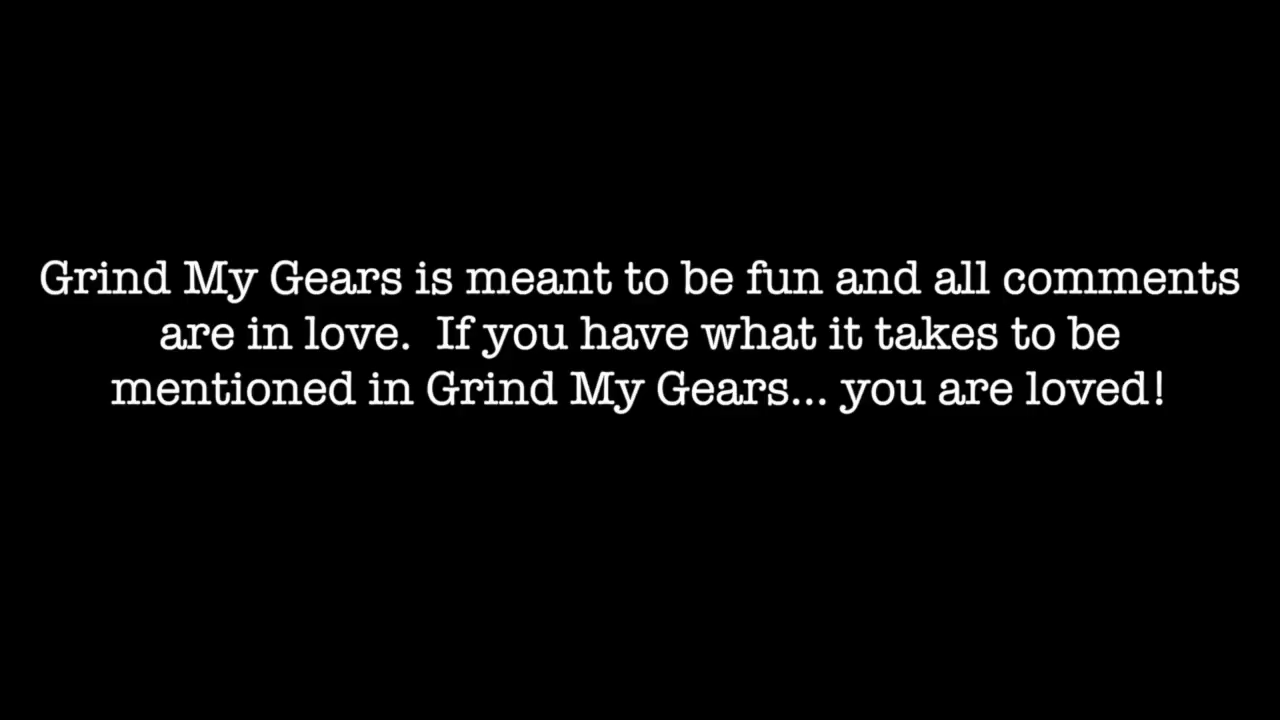 Grind My Gears is meant to be fun and all comments
are in love.  If you have what it takes to be
mentioned in Grind My Gears... you are loved!